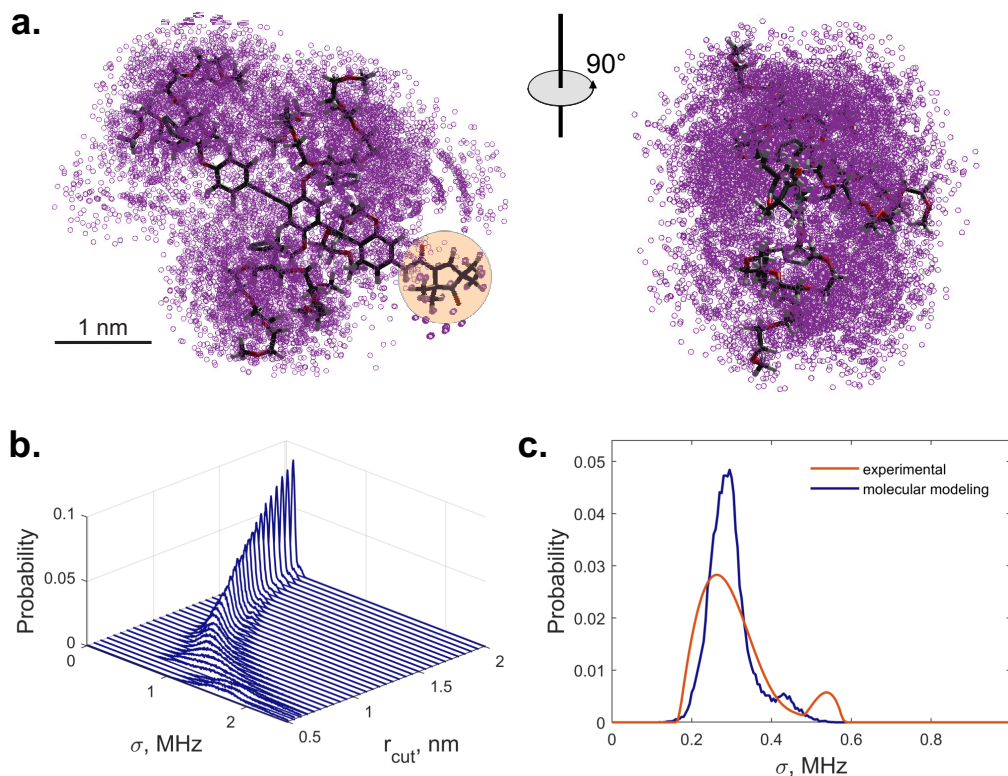 a.
90°
1 nm
b.
Probability
0.1
0.05
0
0
1
2
σ, MHz
0.5
1
1.5
2
r_cut, nm
c.
Probability
0.05
0.04
0.03
0.02
0.01
0
experimental
molecular modeling
0
0.2
0.4
0.6
0.8
σ, MHz